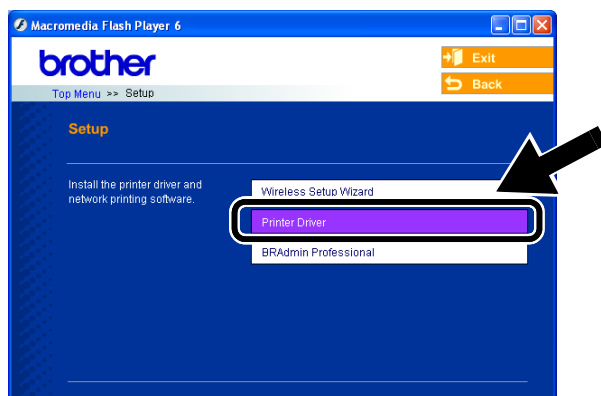 Macromedia Flash Player 6
brother
Exit
Back
Top Menu >> Setup
Setup
Install the printer driver and
network printing software.
Wireless Setup Wizard
Printer Driver
BRAdmin Professional